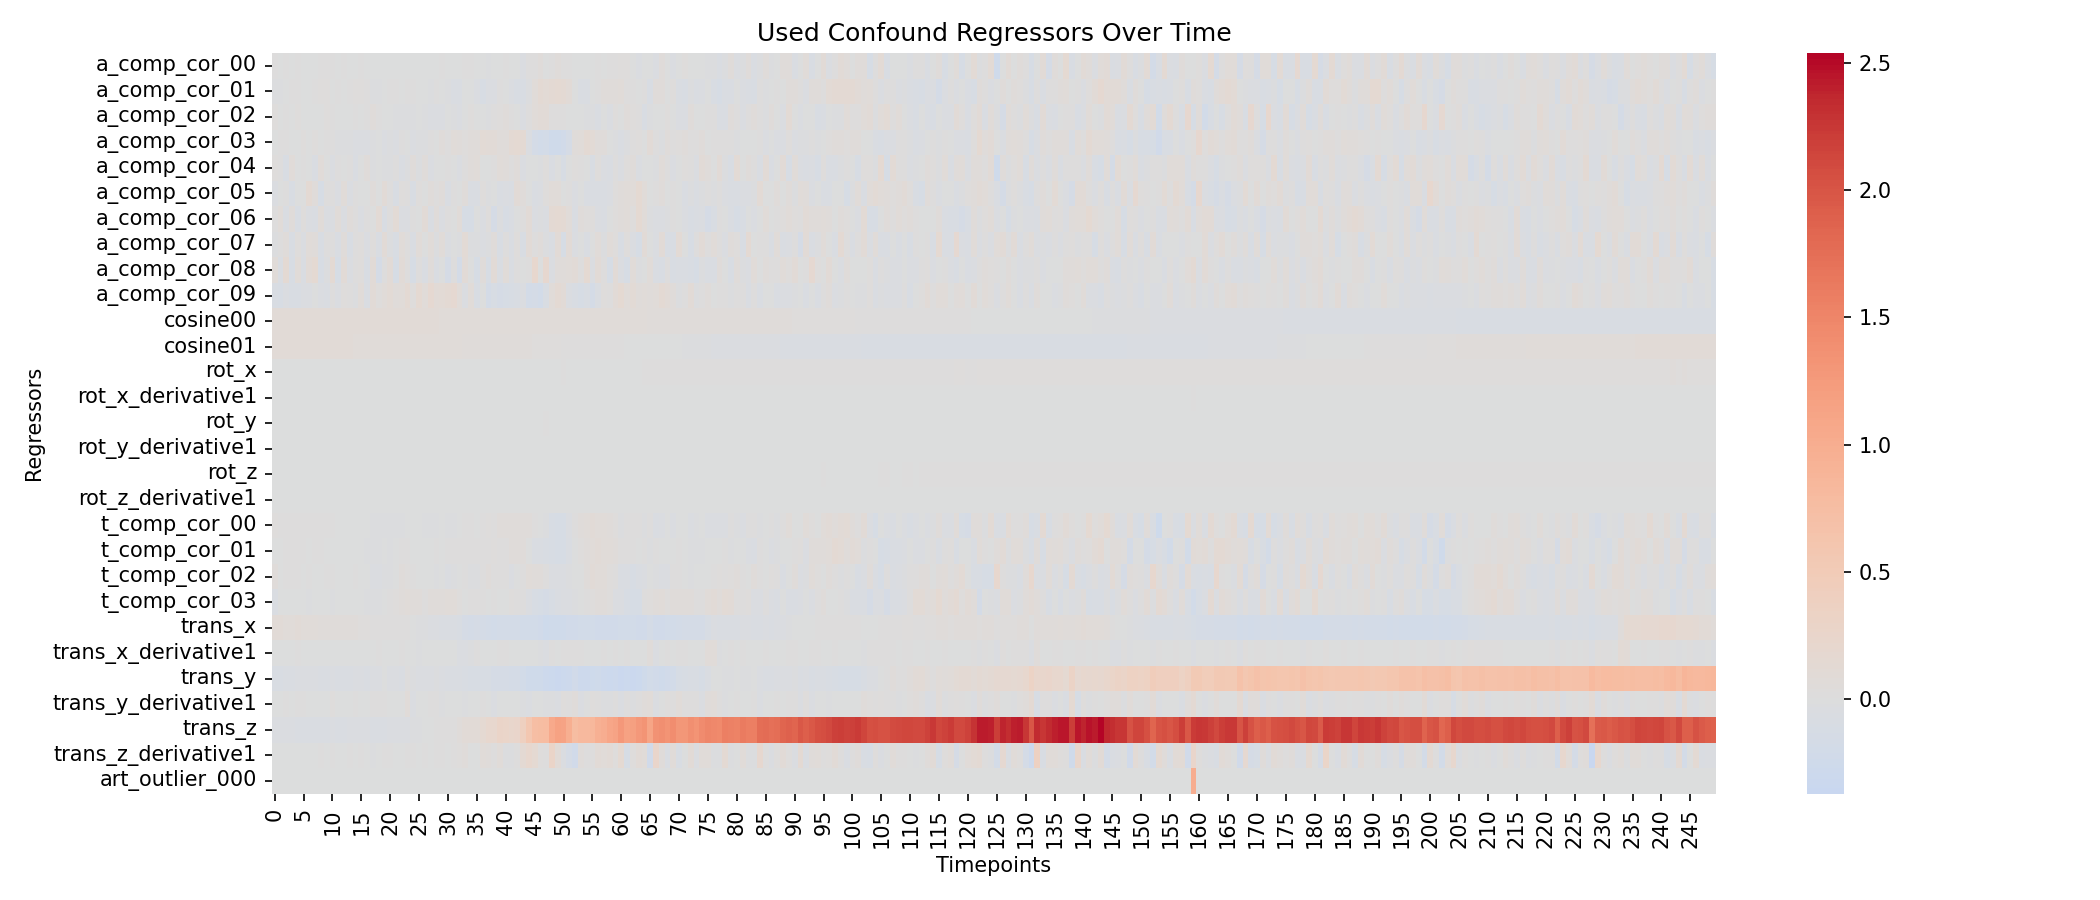 Used Confound Regressors Over Time
Regressors
a_comp_cor_00
a_comp_cor_01
a_comp_cor_02
a_comp_cor_03
a_comp_cor_04
a_comp_cor_05
a_comp_cor_06
a_comp_cor_07
a_comp_cor_08
a_comp_cor_09
cosine00
cosine01
rot_x
rot_x_derivative1
rot_y
rot_y_derivative1
rot_z
rot_z_derivative1
t_comp_cor_00
t_comp_cor_01
t_comp_cor_02
t_comp_cor_03
trans_x
trans_x_derivative1
trans_y
trans_y_derivative1
trans_z
trans_z_derivative1
art_outlier_000
0 5 10 15 20 25 30 35 40 45 50 55 60 65 70 75 80 85 90 95 100 105 110 115 120 125 130 135 140 145 150 155 160 165 170 175 180 185 190 195 200 205 210 215 220 225 230 235 240 245
Timepoints
2.5
2.0
1.5
1.0
0.5
0.0